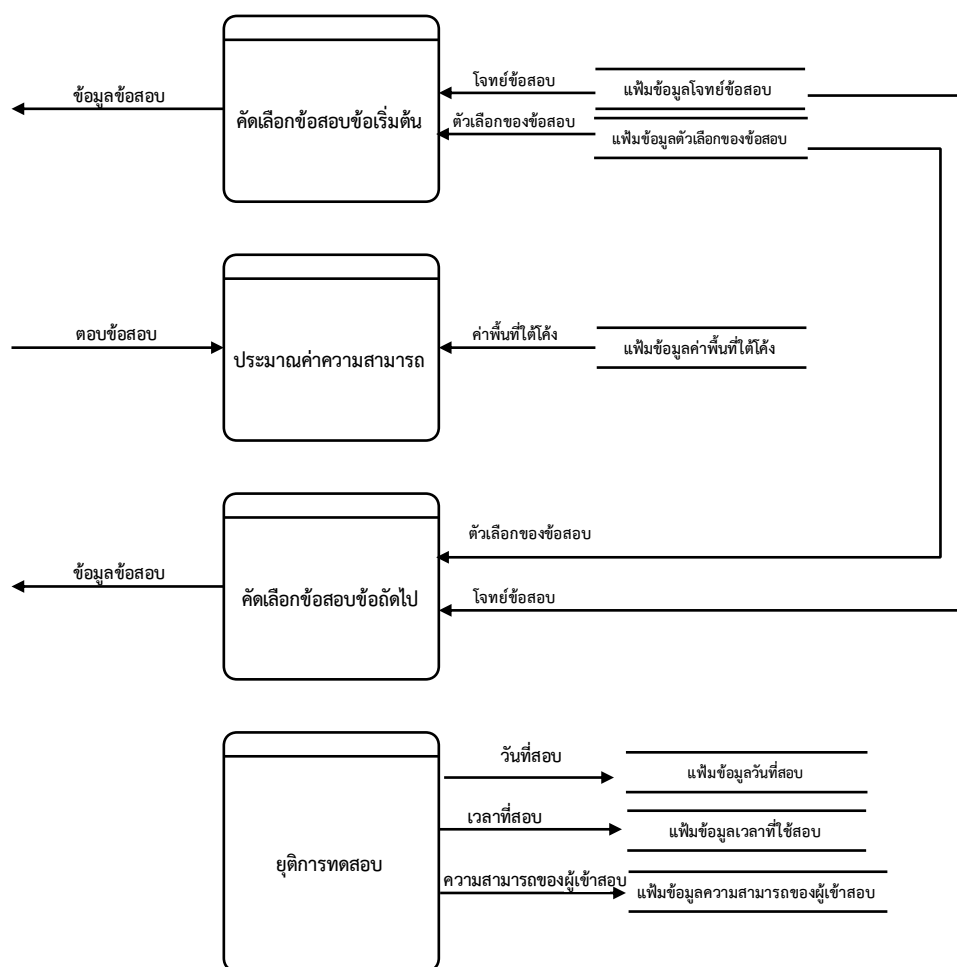 ข้อมูลข้อสอบ
คัดเลือกข้อสอบข้อเริ่มต้น
โจทย์ข้อสอบ
แฟ้มข้อมูลโจทย์ข้อสอบ
ตัวเลือกของข้อสอบ
แฟ้มข้อมูลตัวเลือกของข้อสอบ
ตอบข้อสอบ
ประมาณค่าความสามารถ
ค่าพื้นที่ใต้โค้ง
แฟ้มข้อมูลค่าพื้นที่ใต้โค้ง
ข้อมูลข้อสอบ
คัดเลือกข้อสอบข้อถัดไป
ตัวเลือกของข้อสอบ
โจทย์ข้อสอบ
ยุติการทดสอบ
วันที่สอบ
แฟ้มข้อมูลวันที่สอบ
เวลาที่สอบ
แฟ้มข้อมูลเวลาที่ใช้สอบ
ความสามารถของผู้เข้าสอบ
แฟ้มข้อมูลความสามารถของผู้เข้าสอบ